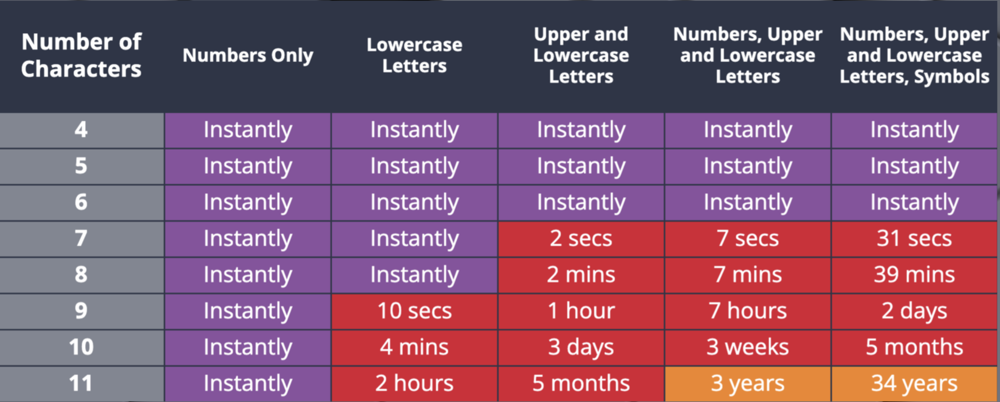 Number of Characters Numbers Only Lowercase Letters Upper and Lowercase Letters Numbers, Upper and Lowercase Letters Numbers, Upper and Lowercase Letters, Symbols
4 Instantly Instantly Instantly Instantly Instantly
5 Instantly Instantly Instantly Instantly Instantly
6 Instantly Instantly Instantly Instantly Instantly
7 Instantly Instantly 2 secs 7 secs 31 secs
8 Instantly Instantly 2 mins 7 mins 39 mins
9 Instantly 10 secs 1 hour 7 hours 2 days
10 Instantly 4 mins 3 days 3 weeks 5 months
11 Instantly 2 hours 5 months 3 years 34 years